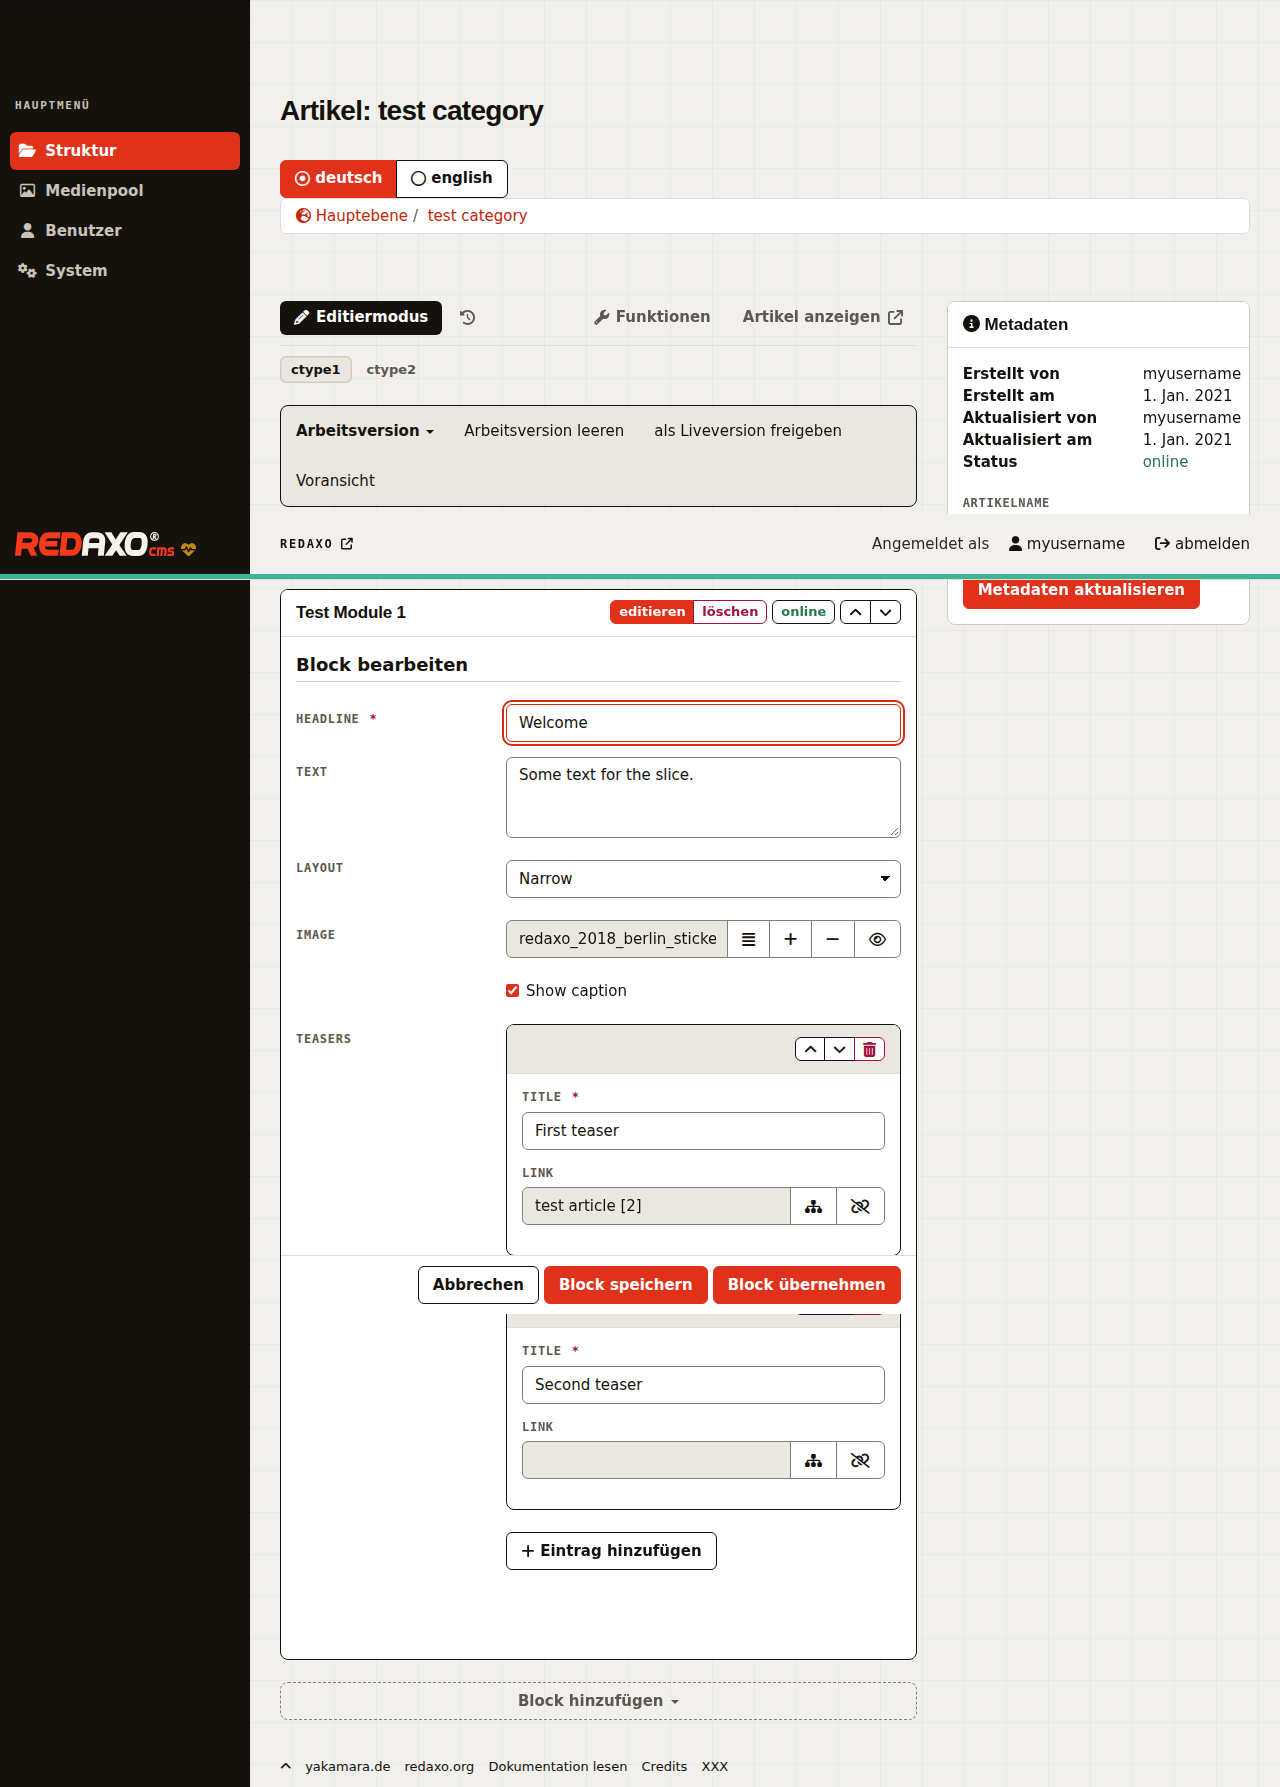 HAUPTMENÜ
Struktur
Medienpool
Benutzer
System
REDAXO® cms
Artikel: test category
deutsch
english
Hauptebene / test category
Editiermodus
Funktionen
Artikel anzeigen
ctype1
ctype2
Arbeitsversion
Arbeitsversion leeren
als Liveversion freigeben
Voransicht
Metadaten
Erstellt von myusername
Erstellt am 1. Jan. 2021
Aktualisiert von myusername
Aktualisiert am 1. Jan. 2021
Status online
ARTIKELNAME
REDAXO
Angemeldet als myusername
abmelden
Metadaten aktualisieren
Test Module 1
editieren
löschen
online
Block bearbeiten
HEADLINE *
Welcome
TEXT
Some text for the slice.
LAYOUT
Narrow
IMAGE
redaxo_2018_berlin_sticke
Show caption
TEASERS
TITLE *
First teaser
LINK
test article [2]
Abbrechen
Block speichern
Block übernehmen
TITLE *
Second teaser
LINK
Eintrag hinzufügen
Block hinzufügen
yakamara.de
redaxo.org
Dokumentation lesen
Credits
XXX